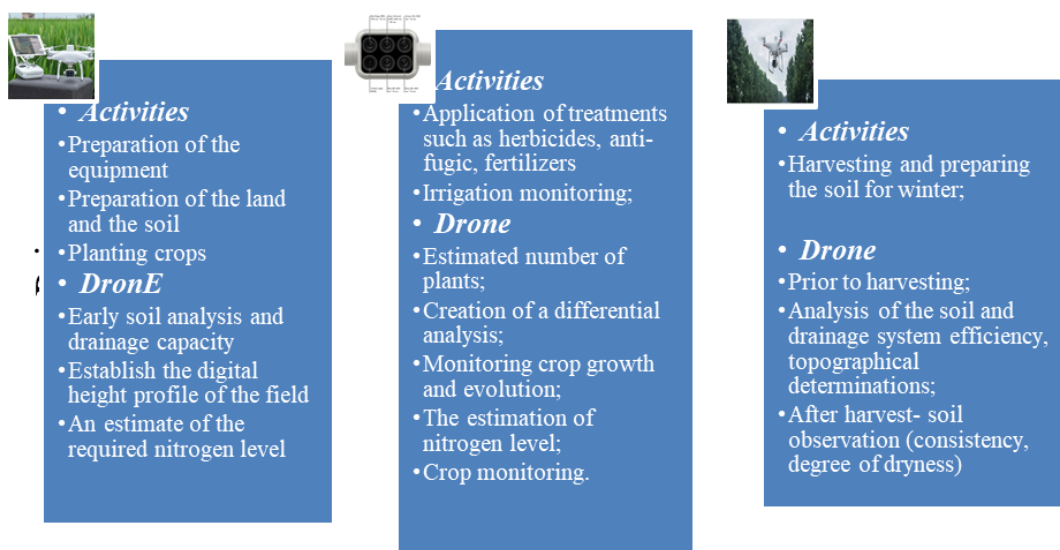 • Activities
•Preparation of the
equipment
•Preparation of the land
and the soil
•Planting crops
• DronE
•Early soil analysis and
drainage capacity
•Establish the digital
height profile of the field
•An estimate of the
required nitrogen level
Activities
•Application of treatments
such as herbicides, anti-
fugic, fertilizers
•Irrigation monitoring;
• Drone
•Estimated number of
plants;
•Creation of a differential
analysis;
•Monitoring crop growth
and evolution;
•The estimation of
nitrogen level;
•Crop monitoring.
• Activities
•Harvesting and preparing
the soil for winter;
• Drone
•Prior to harvesting;
•Analysis of the soil and
drainage system efficiency,
topographical
determinations;
•After harvest- soil
observation (consistency,
degree of dryness)